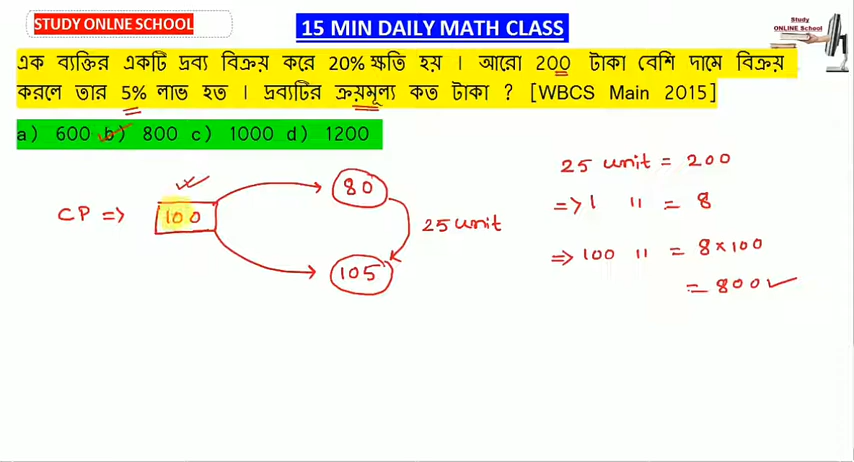 STUDY ONLNE SCHOOL
15 MIN DAILY MATH CLASS
Study
ONLINE School
এক ব্যক্তির একটি দ্রব্য বিক্রয় করে 20% ক্ষতি হয় । আরো 200 টাকা বেশি দামে বিক্রয়
করলে তার 5% লাভ হত । দ্রব্যটির ক্রয়মূল্য কত টাকা ? [WBCS Main 2015]
a) 600 b) 800 c) 1000 d) 1200
CP => 100
80
105
25 unit
25 unit = 200
=> 1 " = 8
=> 100 " = 8 × 100
= 800